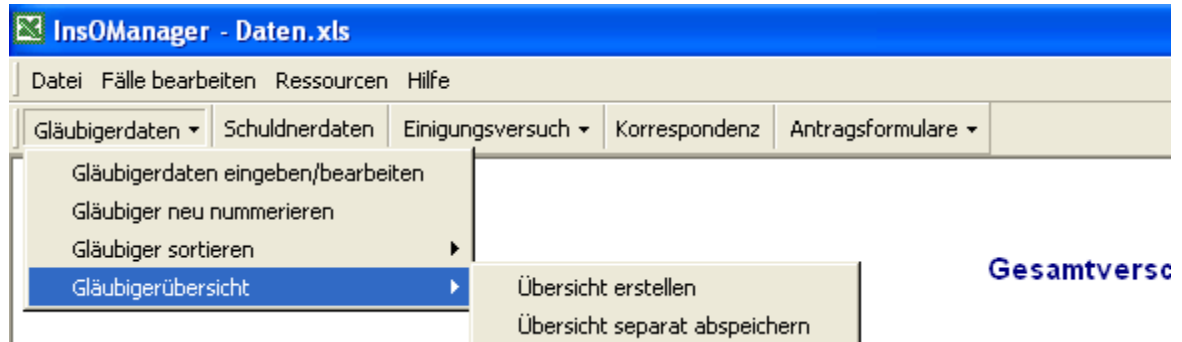 InsOManager - Daten.xls
Datei Fälle bearbeiten Ressourcen Hilfe
Gläubigerdaten Schuldnerdaten Einigungsversuch Korrespondenz Antragsformulare
Gläubigerdaten eingeben/bearbeiten
Gläubiger neu nummerieren
Gläubiger sortieren
Gesamtversc
Gläubigerübersicht Übersicht erstellen
Übersicht separat abspeichern